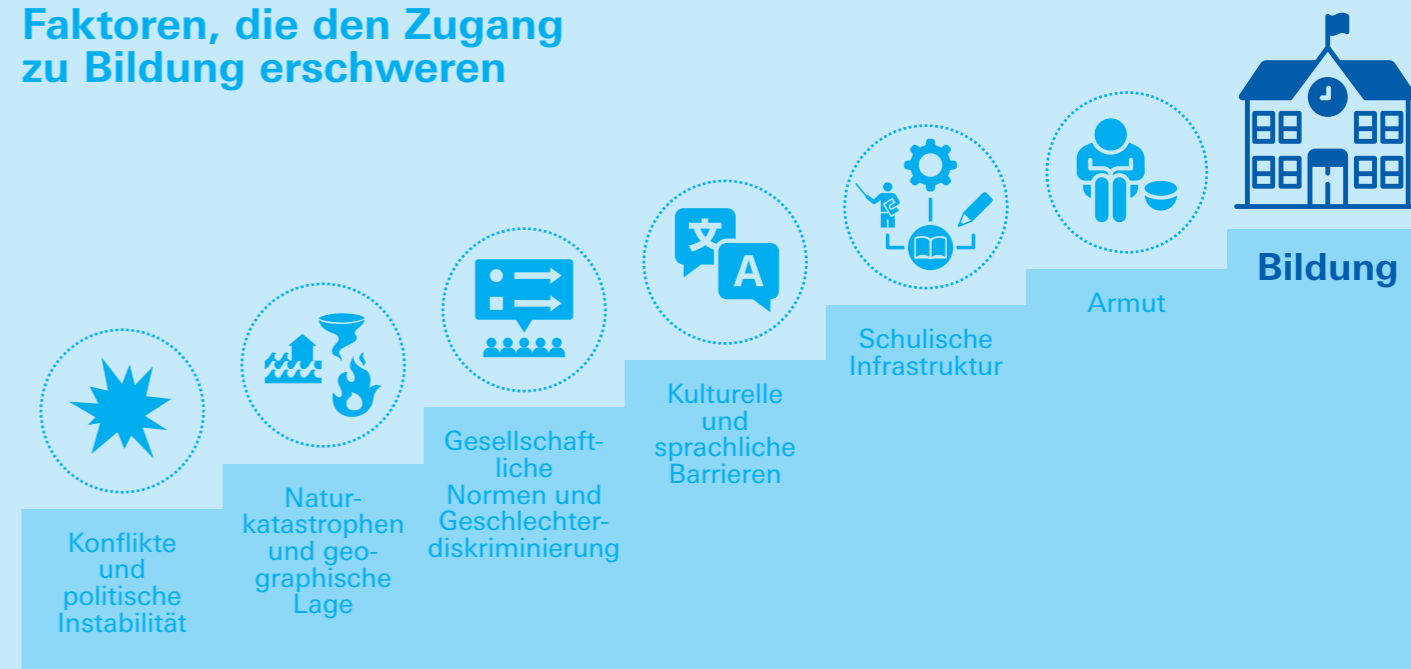 Faktoren, die den Zugang
zu Bildung erschweren
Konflikte
und
politische
Instabilität
Natur-
katastrophen
und geo-
graphische
Lage
Gesellschaft-
liche
Normen und
Geschlechter-
diskriminierung
文
A
Kulturelle
und
sprachliche
Barrieren
Schulische
Infrastruktur
Armut
Bildung